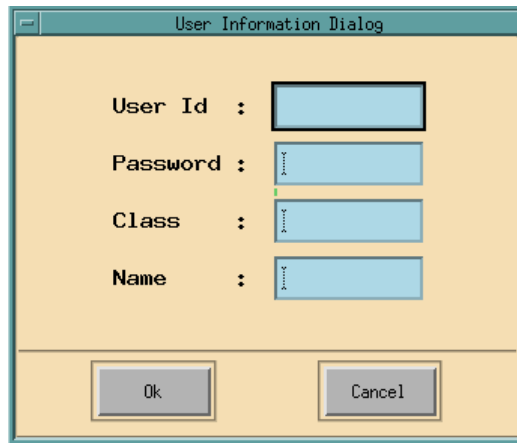 User Information Dialog
User Id :
Password :
Class :
Name :
Ok
Cancel